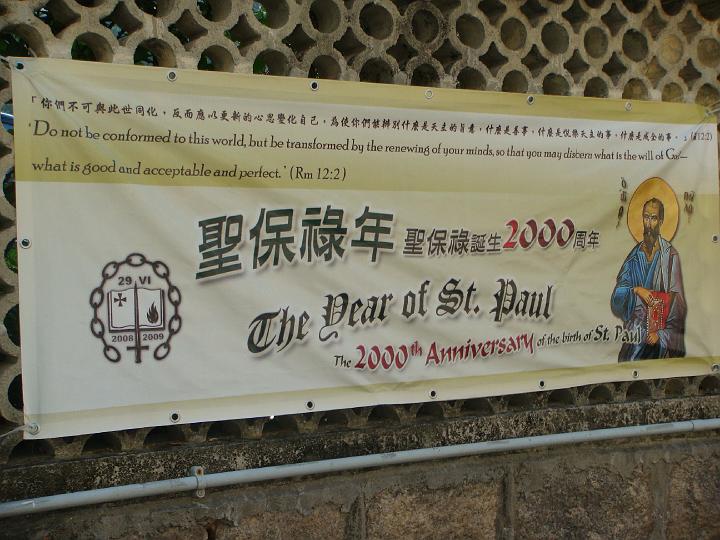 「你們不可與此世同化,反而應以更新的心思變化自己,為使你們能辨別什麼是天主的旨意,什麼是善事,什麼是悅樂天主的事,什麼是成全的事。」(羅12:2)
'Do not be conformed to this world, but be transformed by the renewing of your minds, so that you may discern what is the will of God—
what is good and acceptable and perfect.' (Rm 12:2)
聖保祿年 聖保祿誕生2000周年
The Year of St. Paul
The 2000th Anniversary of the birth of St. Paul
29 VI
2008 2009